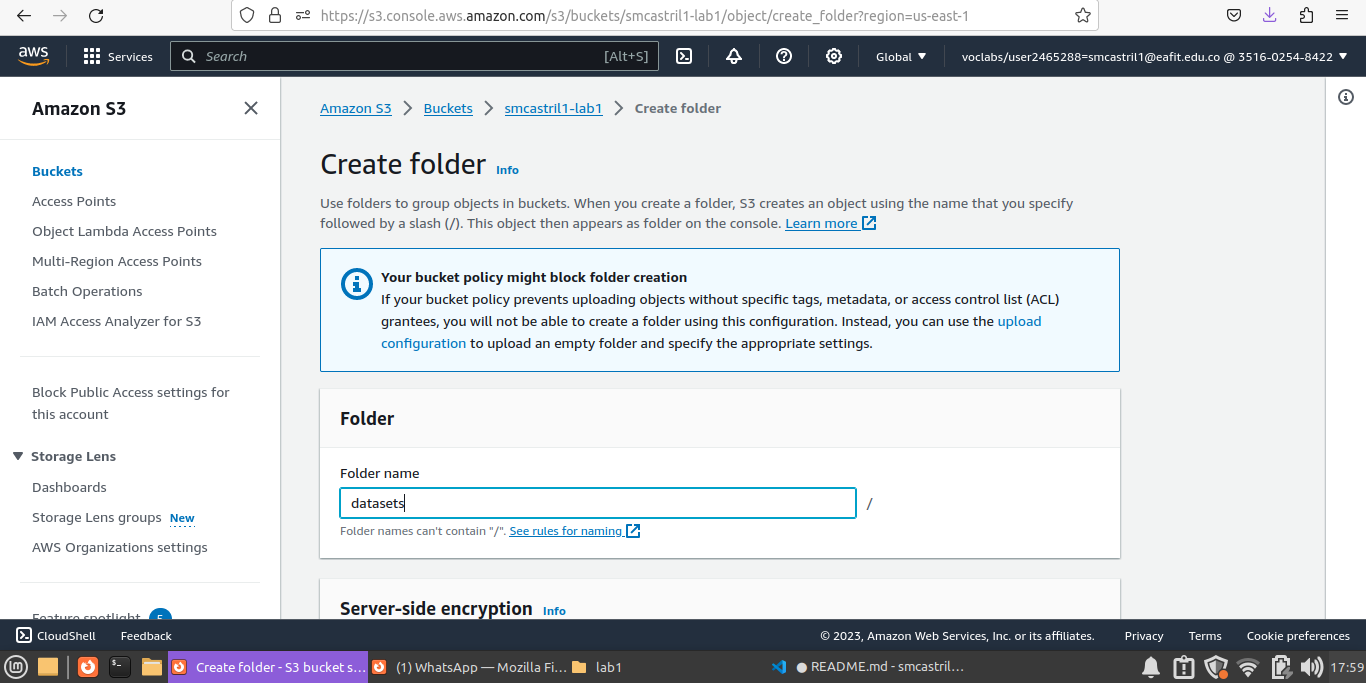 https://s3.console.aws.amazon.com/s3/buckets/smcastril1-lab1/object/create_folder?region=us-east-1
aws Services Search [Alt+S] Global voclabs/user2465288=smcastril1@eafit.edu.co @ 3516-0254-8422
Amazon S3
Buckets
Access Points
Object Lambda Access Points
Multi-Region Access Points
Batch Operations
IAM Access Analyzer for S3
Block Public Access settings for
this account
Storage Lens
Dashboards
Storage Lens groups New
AWS Organizations settings
Feature spotlight 5
Amazon S3 Buckets smcastril1-lab1 Create folder
Create folder Info
Use folders to group objects in buckets. When you create a folder, S3 creates an object using the name that you specify
followed by a slash (/). This object then appears as folder on the console. Learn more
Your bucket policy might block folder creation
If your bucket policy prevents uploading objects without specific tags, metadata, or access control list (ACL)
grantees, you will not be able to create a folder using this configuration. Instead, you can use the upload
configuration to upload an empty folder and specify the appropriate settings.
Folder
Folder name
datasets /
Folder names can't contain "/". See rules for naming
Server-side encryption Info
CloudShell Feedback © 2023, Amazon Web Services, Inc. or its affiliates. Privacy Terms Cookie preferences
Create folder - S3 bucket s... (1) WhatsApp — Mozilla Fi... lab1 ● README.md - smcastril... 17:59